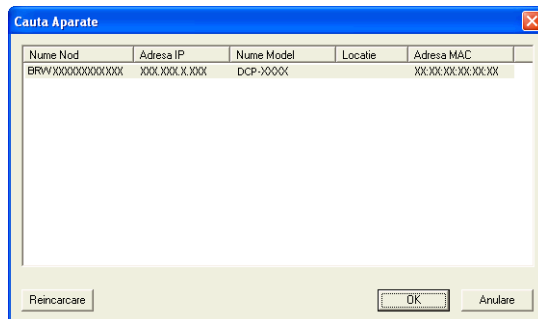 Cauta Aparate
Nume Nod Adresa IP Nume Model Locatie Adresa MAC
BRWXXXXXXXXXXXX XXX.XXX.X.XXX DCP-XXXX XX:XX:XX:XX:XX:XX
Reincarcare OK Anulare